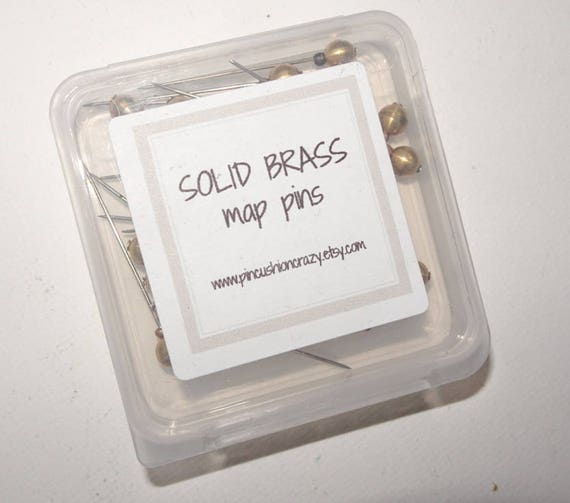 SOLID BRASS
map pins
www.pincushioncrazy.etsy.com